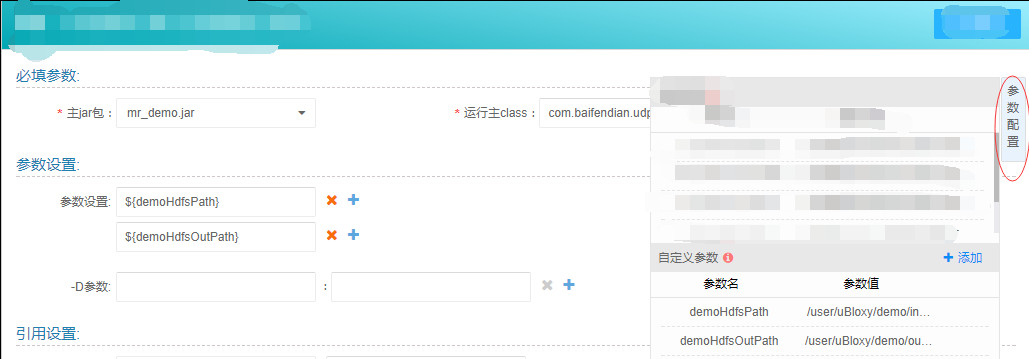 必填参数:
* 主jar包： mr_demo.jar
* 运行主class： com.baifendian.udp
参数配置
参数设置:
参数设置: ${demoHdfsPath}
${demoHdfsOutPath}
-D参数: :
自定义参数 添加
参数名 参数值
demoHdfsPath /user/uBloxy/demo/in...
demoHdfsOutPath /user/uBloxy/demo/ou...
引用设置: